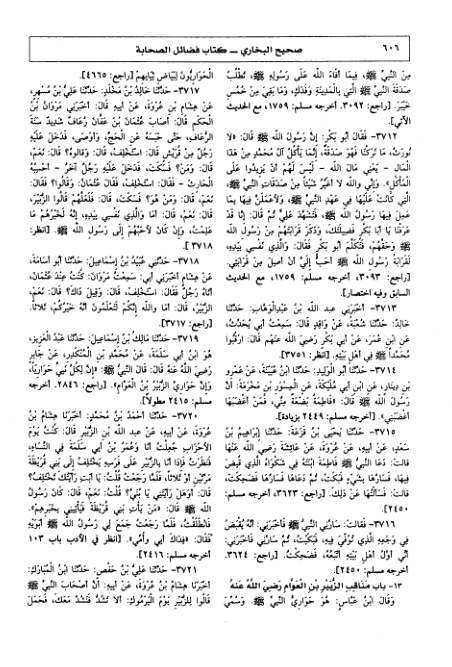 ٦٠٦
صحيح البخاري ــ كتاب فضائل الصحابة
مِنَ النَّبِيِّ ﷺ، فِيمَا أَفَاءَ اللَّهُ عَلَى رَسُولِهِ ﷺ، تَطْلُبُ
صَدَقَةَ النَّبِيِّ ﷺ الَّتِي بِالْمَدِينَةِ وَفَدَكٍ، وَمَا بَقِيَ مِنْ خُمُسِ
خَيْبَرَ. [راجع: ٣٠٩٢. أخرجه مسلم: ١٧٥٩، مع الحديث
الآتي].
٣٧١٢- فَقَالَ أَبُو بَكْرٍ: إِنَّ رَسُولَ اللَّهِ ﷺ قَالَ: «لا
نُورَثُ، مَا تَرَكْنَا فَهُوَ صَدَقَةٌ، إِنَّمَا يَأْكُلُ آلُ مُحَمَّدٍ مِنْ هَذَا
الْمَالِ - يَعْنِي مَالَ اللَّهِ - لَيْسَ لَهُمْ أَنْ يَزِيدُوا عَلَى
الْمَأْكَلِ». وَإِنِّي وَاللَّهِ لا أُغَيِّرُ شَيْئاً مِنْ صَدَقَاتِ النَّبِيِّ ﷺ
الَّتِي كَانَتْ عَلَيْهَا فِي عَهْدِ النَّبِيِّ ﷺ، وَلأَعْمَلَنَّ فِيهَا بِمَا
عَمِلَ فِيهَا رَسُولُ اللَّهِ ﷺ، فَتَشَهَّدَ عَلِيٌّ ثُمَّ قَالَ: إِنَّا قَدْ
عَرَفْنَا يَا أَبَا بَكْرٍ فَضِيلَتَكَ، وَذَكَرَ قَرَابَتَهُمْ مِنْ رَسُولِ اللَّهِ
ﷺ وَحَقَّهُمْ، فَتَكَلَّمَ أَبُو بَكْرٍ فَقَالَ: وَالَّذِي نَفْسِي بِيَدِهِ،
لَقَرَابَةُ رَسُولِ اللَّهِ ﷺ أَحَبُّ إِلَيَّ أَنْ أَصِلَ مِنْ قَرَابَتِي.
[راجع: ٣٠٩٣، أخرجه مسلم: ١٧٥٩، مع الحديث
السابق وفيه اختصار].
٣٧١٣- أَخْبَرَنِي عبد اللَّه بْنُ عَبْدِالْوَهَّابِ: حَدَّثَنَا
خَالِدٌ: حَدَّثَنَا شُعْبَةُ، عَنْ وَاقِدٍ قَالَ: سَمِعْتُ أَبِي يُحَدِّثُ،
عَنِ ابْنِ عُمَرَ، عَنْ أَبِي بَكْرٍ رَضِيَ اللَّهُ عَنْهُمْ قَالَ: ارْقُبُوا
مُحَمَّداً ﷺ فِي أَهْلِ بَيْتِهِ. [انظر: ٣٧٥١].
٣٧١٤- حَدَّثَنَا أَبُو الْوَلِيدِ: حَدَّثَنَا ابْنُ عُيَيْنَةَ، عَنْ عَمْرِو
بْنِ دِينَارٍ، عَنِ ابْنِ أَبِي مُلَيْكَةَ، عَنِ الْمِسْوَرِ بْنِ مَخْرَمَةَ: أَنَّ
رَسُولَ اللَّهِ ﷺ قَالَ: «فَاطِمَةُ بَضْعَةٌ مِنِّي، فَمَنْ أَغْضَبَهَا
أَغْضَبَنِي». [راجع: ٩٢٦، أخرجه مسلم: ٢٤٤٩ بزيادة].
٣٧١٥- حَدَّثَنَا يَحْيَى بْنُ قَزَعَةَ: حَدَّثَنَا إِبْرَاهِيمُ بْنُ
سَعْدٍ، عَنْ أَبِيهِ، عَنْ عُرْوَةَ، عَنْ عَائِشَةَ رَضِيَ اللَّهُ عَنْهَا
قَالَتْ: دَعَا النَّبِيُّ ﷺ فَاطِمَةَ ابْنَتَهُ فِي شَكْوَاهُ الَّذِي قُبِضَ
فِيهَا، فَسَارَّهَا بِشَيْءٍ فَبَكَتْ، ثُمَّ دَعَاهَا فَسَارَّهَا فَضَحِكَتْ،
قَالَتْ: فَسَأَلْتُهَا عَنْ ذَلِكَ. [راجع: ٣٦٢٣، أخرجه مسلم:
٢٤٥٠].
٣٧١٦- فَقَالَتْ: سَارَّنِي النَّبِيُّ ﷺ فَأَخْبَرَنِي: أَنَّهُ يُقْبَضُ
فِي وَجَعِهِ الَّذِي تُوُفِّيَ فِيهِ، فَبَكَيْتُ، ثُمَّ سَارَّنِي فَأَخْبَرَنِي:
أَنِّي أَوَّلُ أَهْلِ بَيْتِهِ أَتْبَعُهُ، فَضَحِكْتُ. [راجع: ٣٦٢٤.
أخرجه مسلم: ٢٤٥٠].
١٣- باب مَنَاقِبِ الزُّبَيْرِ بْنِ الْعَوَّامِ رَضِيَ اللَّهُ عَنْهُ
وَقَالَ ابْنُ عَبَّاسٍ: هُوَ حَوَارِيُّ النَّبِيِّ ﷺ. وَسُمِّيَ
الْحَوَارِيُّونَ لِبَيَاضِ ثِيَابِهِمْ [راجع: ٤٦٦٥].
٣٧١٧- حَدَّثَنَا خَالِدُ بْنُ مَخْلَدٍ: حَدَّثَنَا عَلِيُّ بْنُ مُسْهِرٍ،
عَنْ هِشَامِ بْنِ عُرْوَةَ، عَنْ أَبِيهِ قَالَ: أَخْبَرَنِي مَرْوَانُ بْنُ
الْحَكَمِ قَالَ: أَصَابَ عُثْمَانَ بْنَ عَفَّانَ رُعَافٌ شَدِيدٌ سَنَةَ
الرُّعَافِ، حَتَّى حَبَسَهُ عَنِ الْحَجِّ، وَأَوْصَى، فَدَخَلَ عَلَيْهِ
رَجُلٌ مِنْ قُرَيْشٍ قَالَ: اسْتَخْلِفْ، قَالَ: وَقَالُوهُ؟ قَالَ: نَعَمْ،
قَالَ: وَمَنْ؟ فَسَكَتَ، فَدَخَلَ عَلَيْهِ رَجُلٌ آخَرُ - أَحْسِبُهُ
الْحَارِثَ - فَقَالَ: اسْتَخْلِفْ، فَقَالَ عُثْمَانُ: وَقَالُوا؟ فَقَالَ:
نَعَمْ، قَالَ: وَمَنْ هُوَ؟ فَسَكَتَ، قَالَ: فَلَعَلَّهُمْ قَالُوا الزُّبَيْرَ،
قَالَ: نَعَمْ، قَالَ: أَمَا وَالَّذِي نَفْسِي بِيَدِهِ، إِنَّهُ لَخَيْرُهُمْ مَا
عَلِمْتُ، وَإِنْ كَانَ لأَحَبَّهُمْ إِلَى رَسُولِ اللَّهِ ﷺ. [انظر:
٣٧١٨].
٣٧١٨- حَدَّثَنِي عُبَيْدُ بْنُ إِسْمَاعِيلَ: حَدَّثَنَا أَبُو أُسَامَةَ،
عَنْ هِشَامٍ أَخْبَرَنِي أَبِي: سَمِعْتُ مَرْوَانَ: كُنْتُ عِنْدَ عُثْمَانَ،
أَتَاهُ رَجُلٌ فَقَالَ: اسْتَخْلِفْ، قَالَ: وَقِيلَ ذَاكَ؟ قَالَ: نَعَمْ،
الزُّبَيْرُ، قَالَ: أَمَا وَاللَّهِ إِنَّكُمْ لَتَعْلَمُونَ أَنَّهُ خَيْرُكُمْ، ثَلاثاً.
[راجع: ٣٧١٧].
٣٧١٩- حَدَّثَنَا مَالِكُ بْنُ إِسْمَاعِيلَ: حَدَّثَنَا عَبْدُ الْعَزِيزِ،
هُوَ ابْنُ أَبِي سَلَمَةَ، عَنْ مُحَمَّدِ بْنِ الْمُنْكَدِرِ، عَنْ جَابِرٍ
رَضِيَ اللَّهُ عَنْهُ قَالَ: قَالَ النَّبِيُّ ﷺ: «إِنَّ لِكُلِّ نَبِيٍّ حَوَارِيّاً،
وَإِنَّ حَوَارِيَّ الزُّبَيْرُ بْنُ الْعَوَّامِ». [راجع: ٢٨٤٦. أخرجه
مسلم: ٢٤١٥ مطولاً].
٣٧٢٠- حَدَّثَنَا أَحْمَدُ بْنُ مُحَمَّدٍ: أَخْبَرَنَا هِشَامُ بْنُ
عُرْوَةَ، عَنْ أَبِيهِ، عَنْ عبد اللَّهِ بْنِ الزُّبَيْرِ قَالَ: كُنْتُ يَوْمَ
الأَحْزَابِ جُعِلْتُ أَنَا وَعُمَرُ بْنُ أَبِي سَلَمَةَ فِي النِّسَاءِ،
فَنَظَرْتُ فَإِذَا أَنَا بِالزُّبَيْرِ عَلَى فَرَسِهِ يَخْتَلِفُ إِلَى بَنِي قُرَيْظَةَ
مَرَّتَيْنِ أَوْ ثَلاثاً، فَلَمَّا رَجَعْتُ قُلْتُ: يَا أَبَتِ رَأَيْتُكَ تَخْتَلِفُ؟
قَالَ: أَوَهَلْ رَأَيْتَنِي يَا بُنَيَّ؟ قُلْتُ: نَعَمْ، قَالَ: كَانَ رَسُولُ
اللَّهِ ﷺ قَالَ: «مَنْ يَأْتِ بَنِي قُرَيْظَةَ فَيَأْتِينِي بِخَبَرِهِمْ».
فَانْطَلَقْتُ، فَلَمَّا رَجَعْتُ جَمَعَ لِي رَسُولُ اللَّهِ ﷺ أَبَوَيْهِ
فَقَالَ: «فِدَاكَ أَبِي وَأُمِّي». [انظر في الأدب باب ١٠٣
أخرجه مسلم: ٢٤١٦].
٣٧٢١- حَدَّثَنَا عَلِيُّ بْنُ حَفْصٍ: حَدَّثَنَا ابْنُ الْمُبَارَكِ:
أَخْبَرَنَا هِشَامُ بْنُ عُرْوَةَ، عَنْ أَبِيهِ: أَنَّ أَصْحَابَ النَّبِيِّ ﷺ
قَالُوا لِلزُّبَيْرِ يَوْمَ الْيَرْمُوكِ: أَلا تَشُدُّ فَنَشُدَّ مَعَكَ، فَحَمَلَ